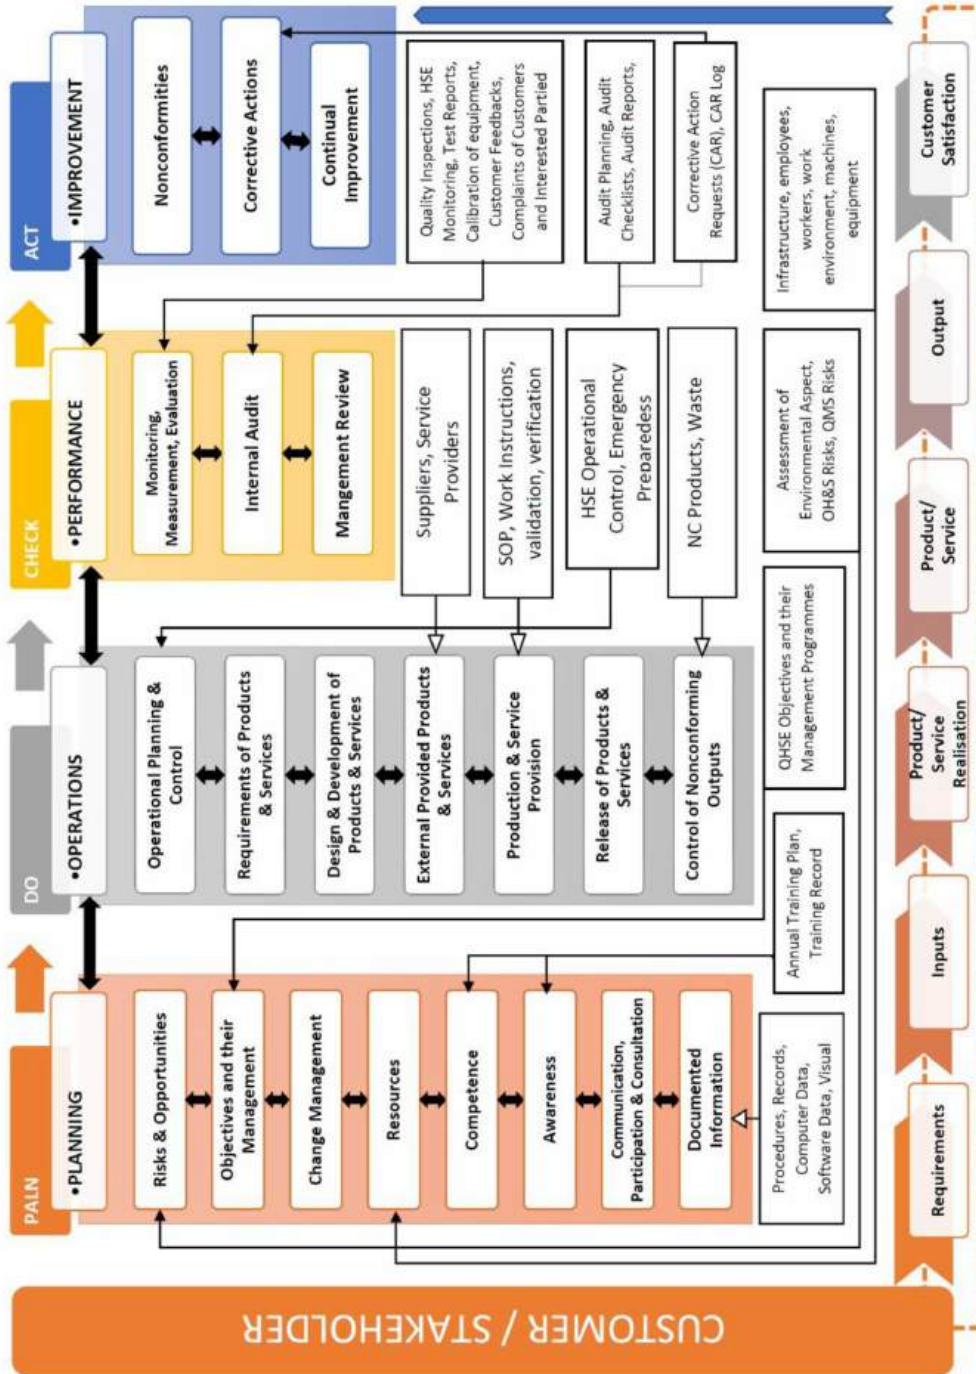 CUSTOMER / STAKEHOLDER
PALN
•PLANNING
Risks & Opportunities
Objectives and their
Management
Change Management
Resources
Competence
Awareness
Communication,
Participation & Consultation
Documented
Information
Procedures, Records,
Computer Data,
Software Data, Visual
Annual Training Plan,
Training Record
DO
•OPERATIONS
Operational Planning &
Control
Requirements of Products
& Services
Design & Development of
Products & Services
External Provided Products
& Services
Production & Service
Provision
Release of Products &
Services
Control of Nonconforming
Outputs
QHSE Objectives and their
Management Programmes
CHECK
•PERFORMANCE
Monitoring,
Measurement, Evaluation
Internal Audit
Mangement Review
Suppliers, Service
Providers
SOP, Work Instructions,
validation, verification
HSE Operational
Control, Emergency
Preparedess
NC Products, Waste
Assessment of
Environmental Aspect,
OH&S Risks, QMS Risks
ACT
•IMPROVEMENT
Nonconformities
Corrective Actions
Continual
Improvement
Quality Inspections, HSE
Monitoring, Test Reports,
Calibration of equipment,
Customer Feedbacks,
Complaints of Customers
and Interested Partied
Audit Planning, Audit
Checklists, Audit Reports,
Corrective Action
Requests (CAR), CAR Log
Infrastructure, employees,
workers, work
environment, machines,
equipment
Requirements
Inputs
Product/
Service
Realisation
Product/
Service
Output
Customer
Satisfaction